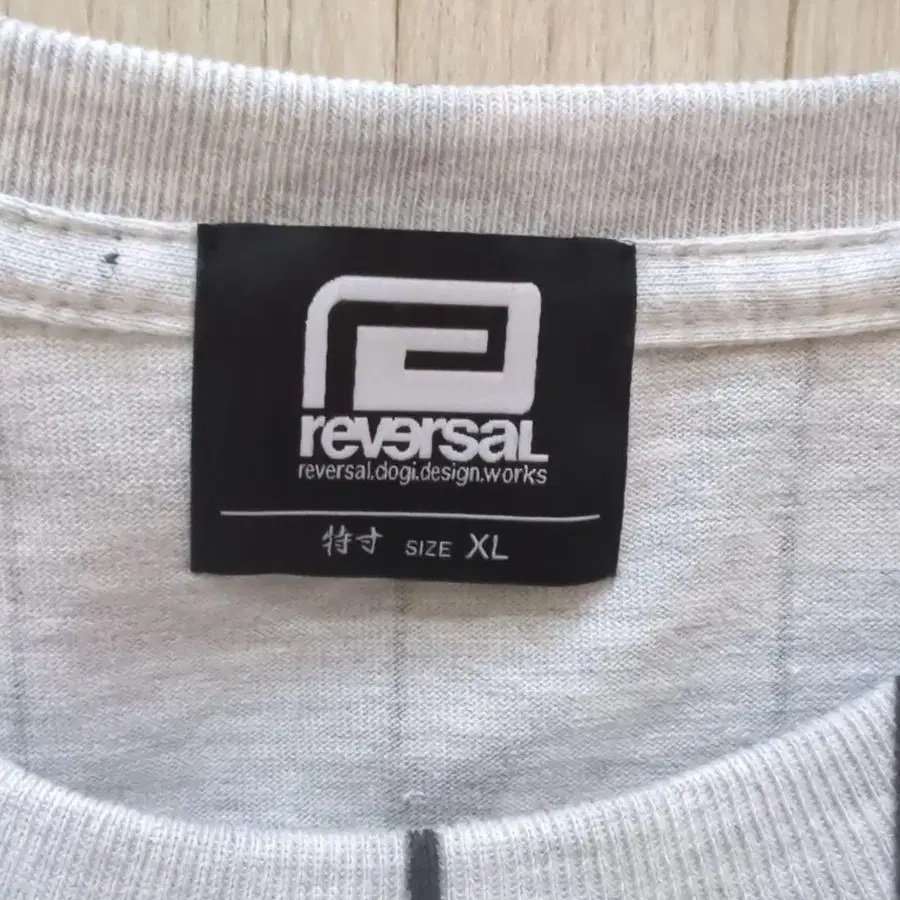 reversal
reversal.dogi.design.works
特寸 SIZE XL